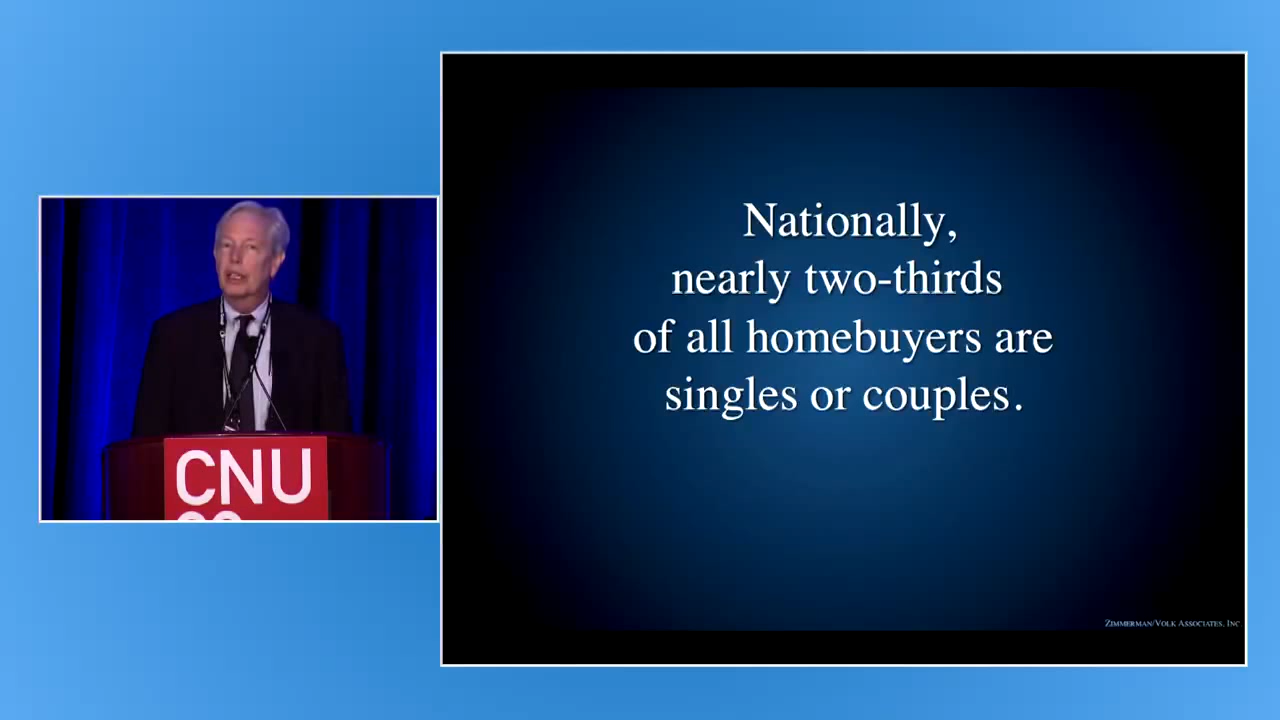 CNU
Nationally,
nearly two-thirds
of all homebuyers are
singles or couples.
ZIMMERMAN/VOLK ASSOCIATES, INC